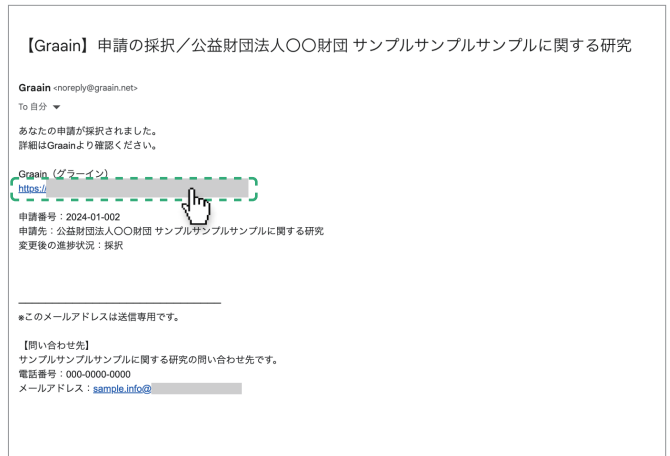 【Graain】申請の採択／公益財団法人〇〇財団 サンプルサンプルサンプルに関する研究
Graain <noreply@graain.net>
To 自分
あなたの申請が採択されました。
詳細はGraainより確認ください。
Graain（グラーイン）
https://
申請番号：2024-01-002
申請先：公益財団法人〇〇財団 サンプルサンプルサンプルに関する研究
変更後の進捗状況：採択
※このメールアドレスは送信専用です。
【問い合わせ先】
サンプルサンプルサンプルに関する研究の問い合わせ先です。
電話番号：000-0000-0000
メールアドレス：sample.info@